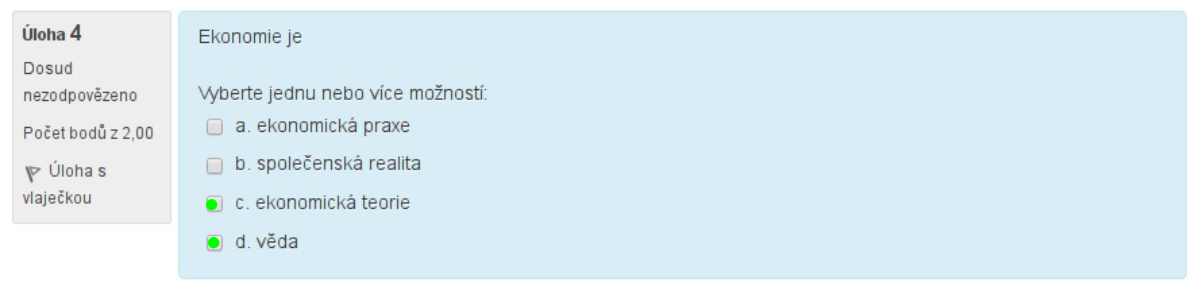 Úloha 4
Dosud
nezodpovězeno
Počet bodů z 2,00
Úloha s
vlaječkou
Ekonomie je
Vyberte jednu nebo více možností:
a. ekonomická praxe
b. společenská realita
c. ekonomická teorie
d. věda